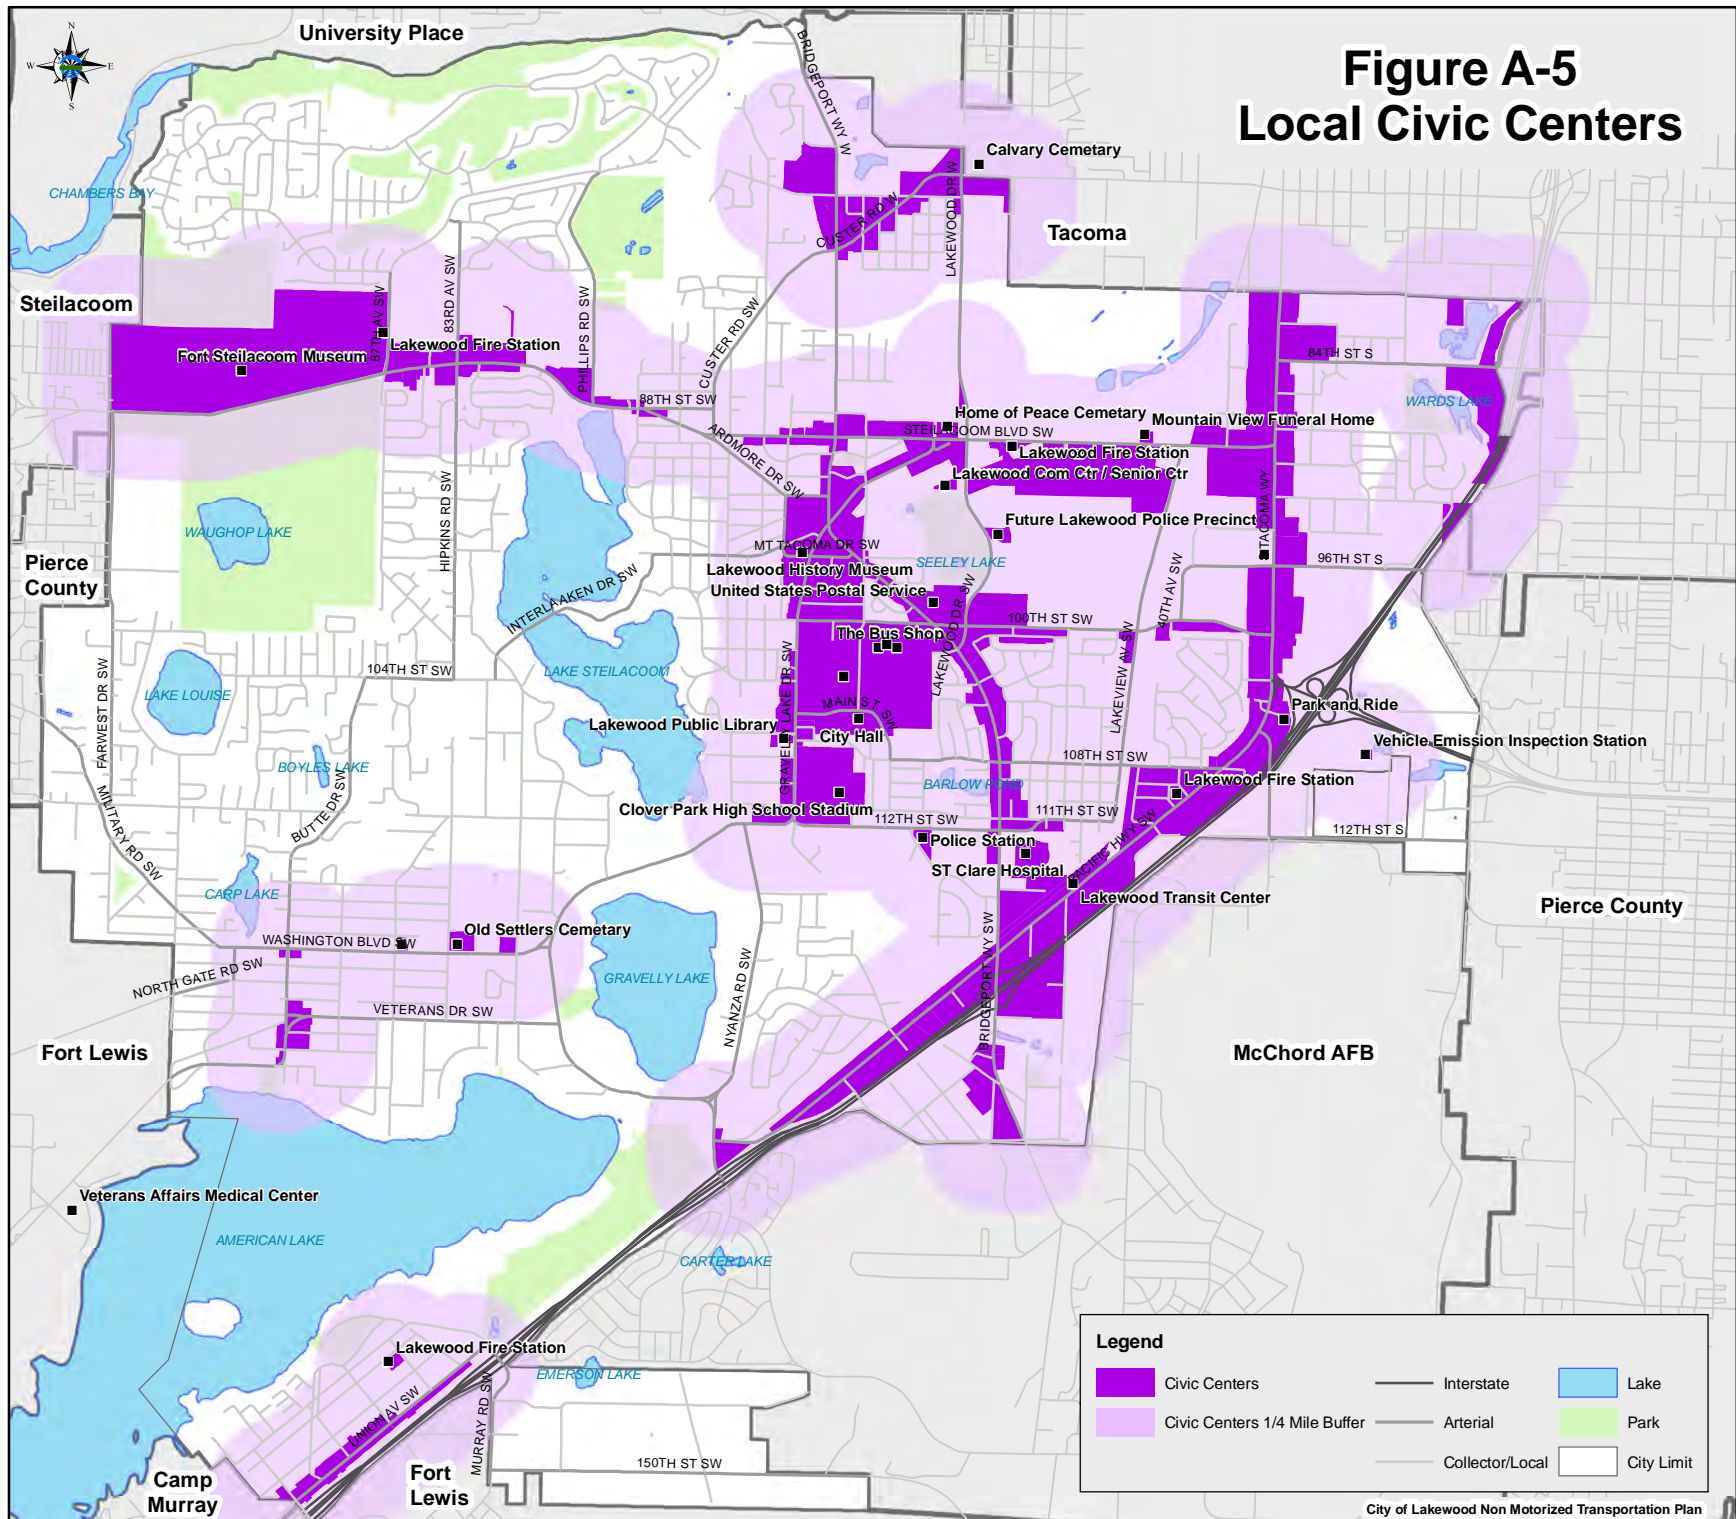 N
W
E
S
University Place
Figure A-5
Local Civic Centers
BRIDGEPORT WY W
Calvary Cemetary
CHAMBERS BAY
LAKEWOOD DR W
CUSTER RD W
Tacoma
Steilacoom
87TH AV SW
83RD AV SW
PHILLIPS RD SW
CUSTER RD SW
Lakewood Fire Station
Fort Steilacoom Museum
84TH ST S
WARDS LAKE
88TH ST SW
ARDMORE DR SW
Home of Peace Cemetary
Mountain View Funeral Home
STEILACOOM BLVD SW
Lakewood Fire Station
Lakewood Com Ctr / Senior Ctr
HIPKINS RD SW
WAUGHOP LAKE
Future Lakewood Police Precinct
S TACOMA WY
MT TACOMA DR SW
SEELEY LAKE
96TH ST S
Pierce
County
Lakewood History Museum
United States Postal Service
INTERLAAKEN DR SW
40TH AV SW
100TH ST SW
The Bus Shop
LAKEWOOD DR SW
LAKEVIEW AV SW
104TH ST SW
LAKE STEILACOOM
GRAVELLY LAKE DR SW
LAKE LOUISE
FARWEST DR SW
MAIN ST SW
Park and Ride
Lakewood Public Library
City Hall
Vehicle Emission Inspection Station
108TH ST SW
BOYLES LAKE
BARLOW POND
Lakewood Fire Station
MILITARY RD SW
BUTTE DR SW
Clover Park High School Stadium
112TH ST SW
111TH ST SW
112TH ST S
PACIFIC HWY SW
Police Station
ST Clare Hospital
CARP LAKE
Lakewood Transit Center
Pierce County
WASHINGTON BLVD SW
Old Settlers Cemetary
NORTH GATE RD SW
GRAVELLY LAKE
NYANZA RD SW
BRIDGEPORT WY SW
VETERANS DR SW
Fort Lewis
McChord AFB
Veterans Affairs Medical Center
AMERICAN LAKE
CARTER LAKE
Lakewood Fire Station
EMERSON LAKE
UNION AV SW
MURRAY RD SW
150TH ST SW
Camp
Murray
Fort
Lewis
Legend
Civic Centers
Interstate
Lake
Civic Centers 1/4 Mile Buffer
Arterial
Park
Collector/Local
City Limit
City of Lakewood Non Motorized Transportation Plan